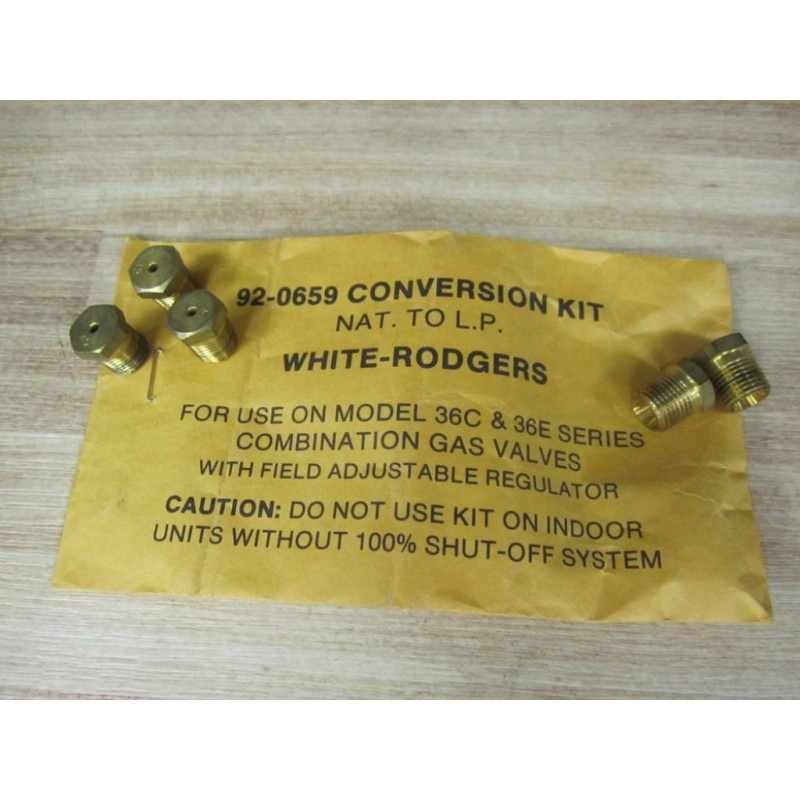 92-0659 CONVERSION KIT
NAT. TO L.P.
WHITE-RODGERS
FOR USE ON MODEL 36C & 36E SERIES
COMBINATION GAS VALVES
WITH FIELD ADJUSTABLE REGULATOR
CAUTION: DO NOT USE KIT ON INDOOR
UNITS WITHOUT 100% SHUT-OFF SYSTEM